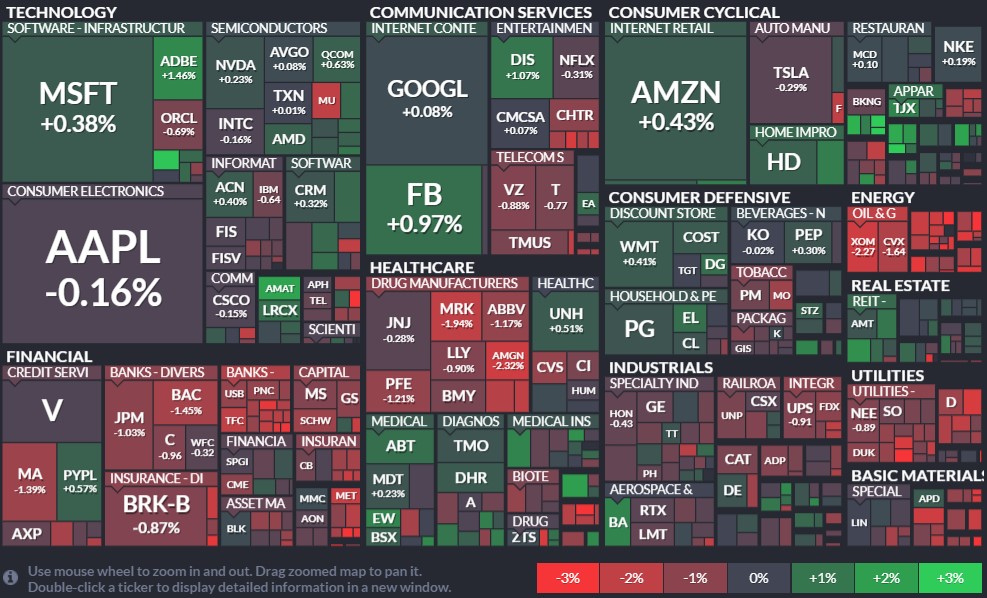 TECHNOLOGY
SOFTWARE - INFRASTRUCTUR
MSFT
+0.38%
ADBE
+1.46%
ORCL
-0.69%
SEMICONDUCTORS
NVDA
+0.23%
AVGO
+0.08%
QCOM
+0.63%
TXN
+0.01%
MU
INTC
-0.16%
AMD
CONSUMER ELECTRONICS
AAPL
-0.16%
INFORMAT
ACN
+0.40%
IBM
-0.64
FIS
FISV
SOFTWAR
CRM
+0.32%
COMM
CSCO
-0.15%
AMAT
LRCX
APH
TEL
SCIENTI
COMMUNICATION SERVICES
INTERNET CONTE
GOOGL
+0.08%
FB
+0.97%
ENTERTAINMEN
DIS
+1.07%
NFLX
-0.31%
CMCSA
+0.07%
CHTR
TELECOM S
VZ
-0.88%
T
-0.77
TMUS
EA
CONSUMER CYCLICAL
INTERNET RETAIL
AMZN
+0.43%
AUTO MANU
TSLA
-0.29%
F
HOME IMPRO
HD
RESTAURAN
MCD
+0.10
NKE
+0.19%
BKNG
APPAR
TJX
CONSUMER DEFENSIVE
DISCOUNT STORE
WMT
+0.41%
COST
TGT
DG
BEVERAGES - N
KO
-0.02%
PEP
+0.30%
TOBACC
PM
MO
HOUSEHOLD & PE
PG
EL
CL
PACKAG
K
GIS
STZ
ENERGY
OIL & G
XOM
-2.27
CVX
-1.64
REAL ESTATE
REIT -
AMT
HEALTHCARE
DRUG MANUFACTURERS
JNJ
-0.28%
MRK
-1.94%
ABBV
-1.17%
LLY
-0.90%
AMGN
-2.32%
PFE
-1.21%
BMY
HEALTHC
UNH
+0.51%
CVS
CI
HUM
MEDICAL
ABT
MDT
+0.23%
EW
BSX
DIAGNOS
TMO
DHR
A
MEDICAL INS
BIOTE
DRUG
ZTS
FINANCIAL
CREDIT SERVI
V
MA
-1.39%
PYPL
+0.57%
AXP
BANKS - DIVERS
JPM
-1.03%
BAC
-1.45%
C
-0.96
WFC
-0.32
INSURANCE - DI
BRK-B
-0.87%
BANKS -
USB
PNC
TFC
FINANCIA
SPGI
CME
ASSET MA
BLK
CAPITAL
MS
GS
SCHW
INSURAN
CB
MMC
MET
AON
INDUSTRIALS
SPECIALTY IND
HON
-0.43
GE
TT
PH
AEROSPACE &
BA
RTX
LMT
RAILROA
UNP
CSX
INTEGR
UPS
-0.91
FDX
CAT
ADP
DE
UTILITIES
UTILITIES -
NEE
-0.89
SO
DUK
D
BASIC MATERIALS
SPECIAL
LIN
APD
Use mouse wheel to zoom in and out. Drag zoomed map to pan it.
Double-click a ticker to display detailed information in a new window.
-3%
-2%
-1%
0%
+1%
+2%
+3%